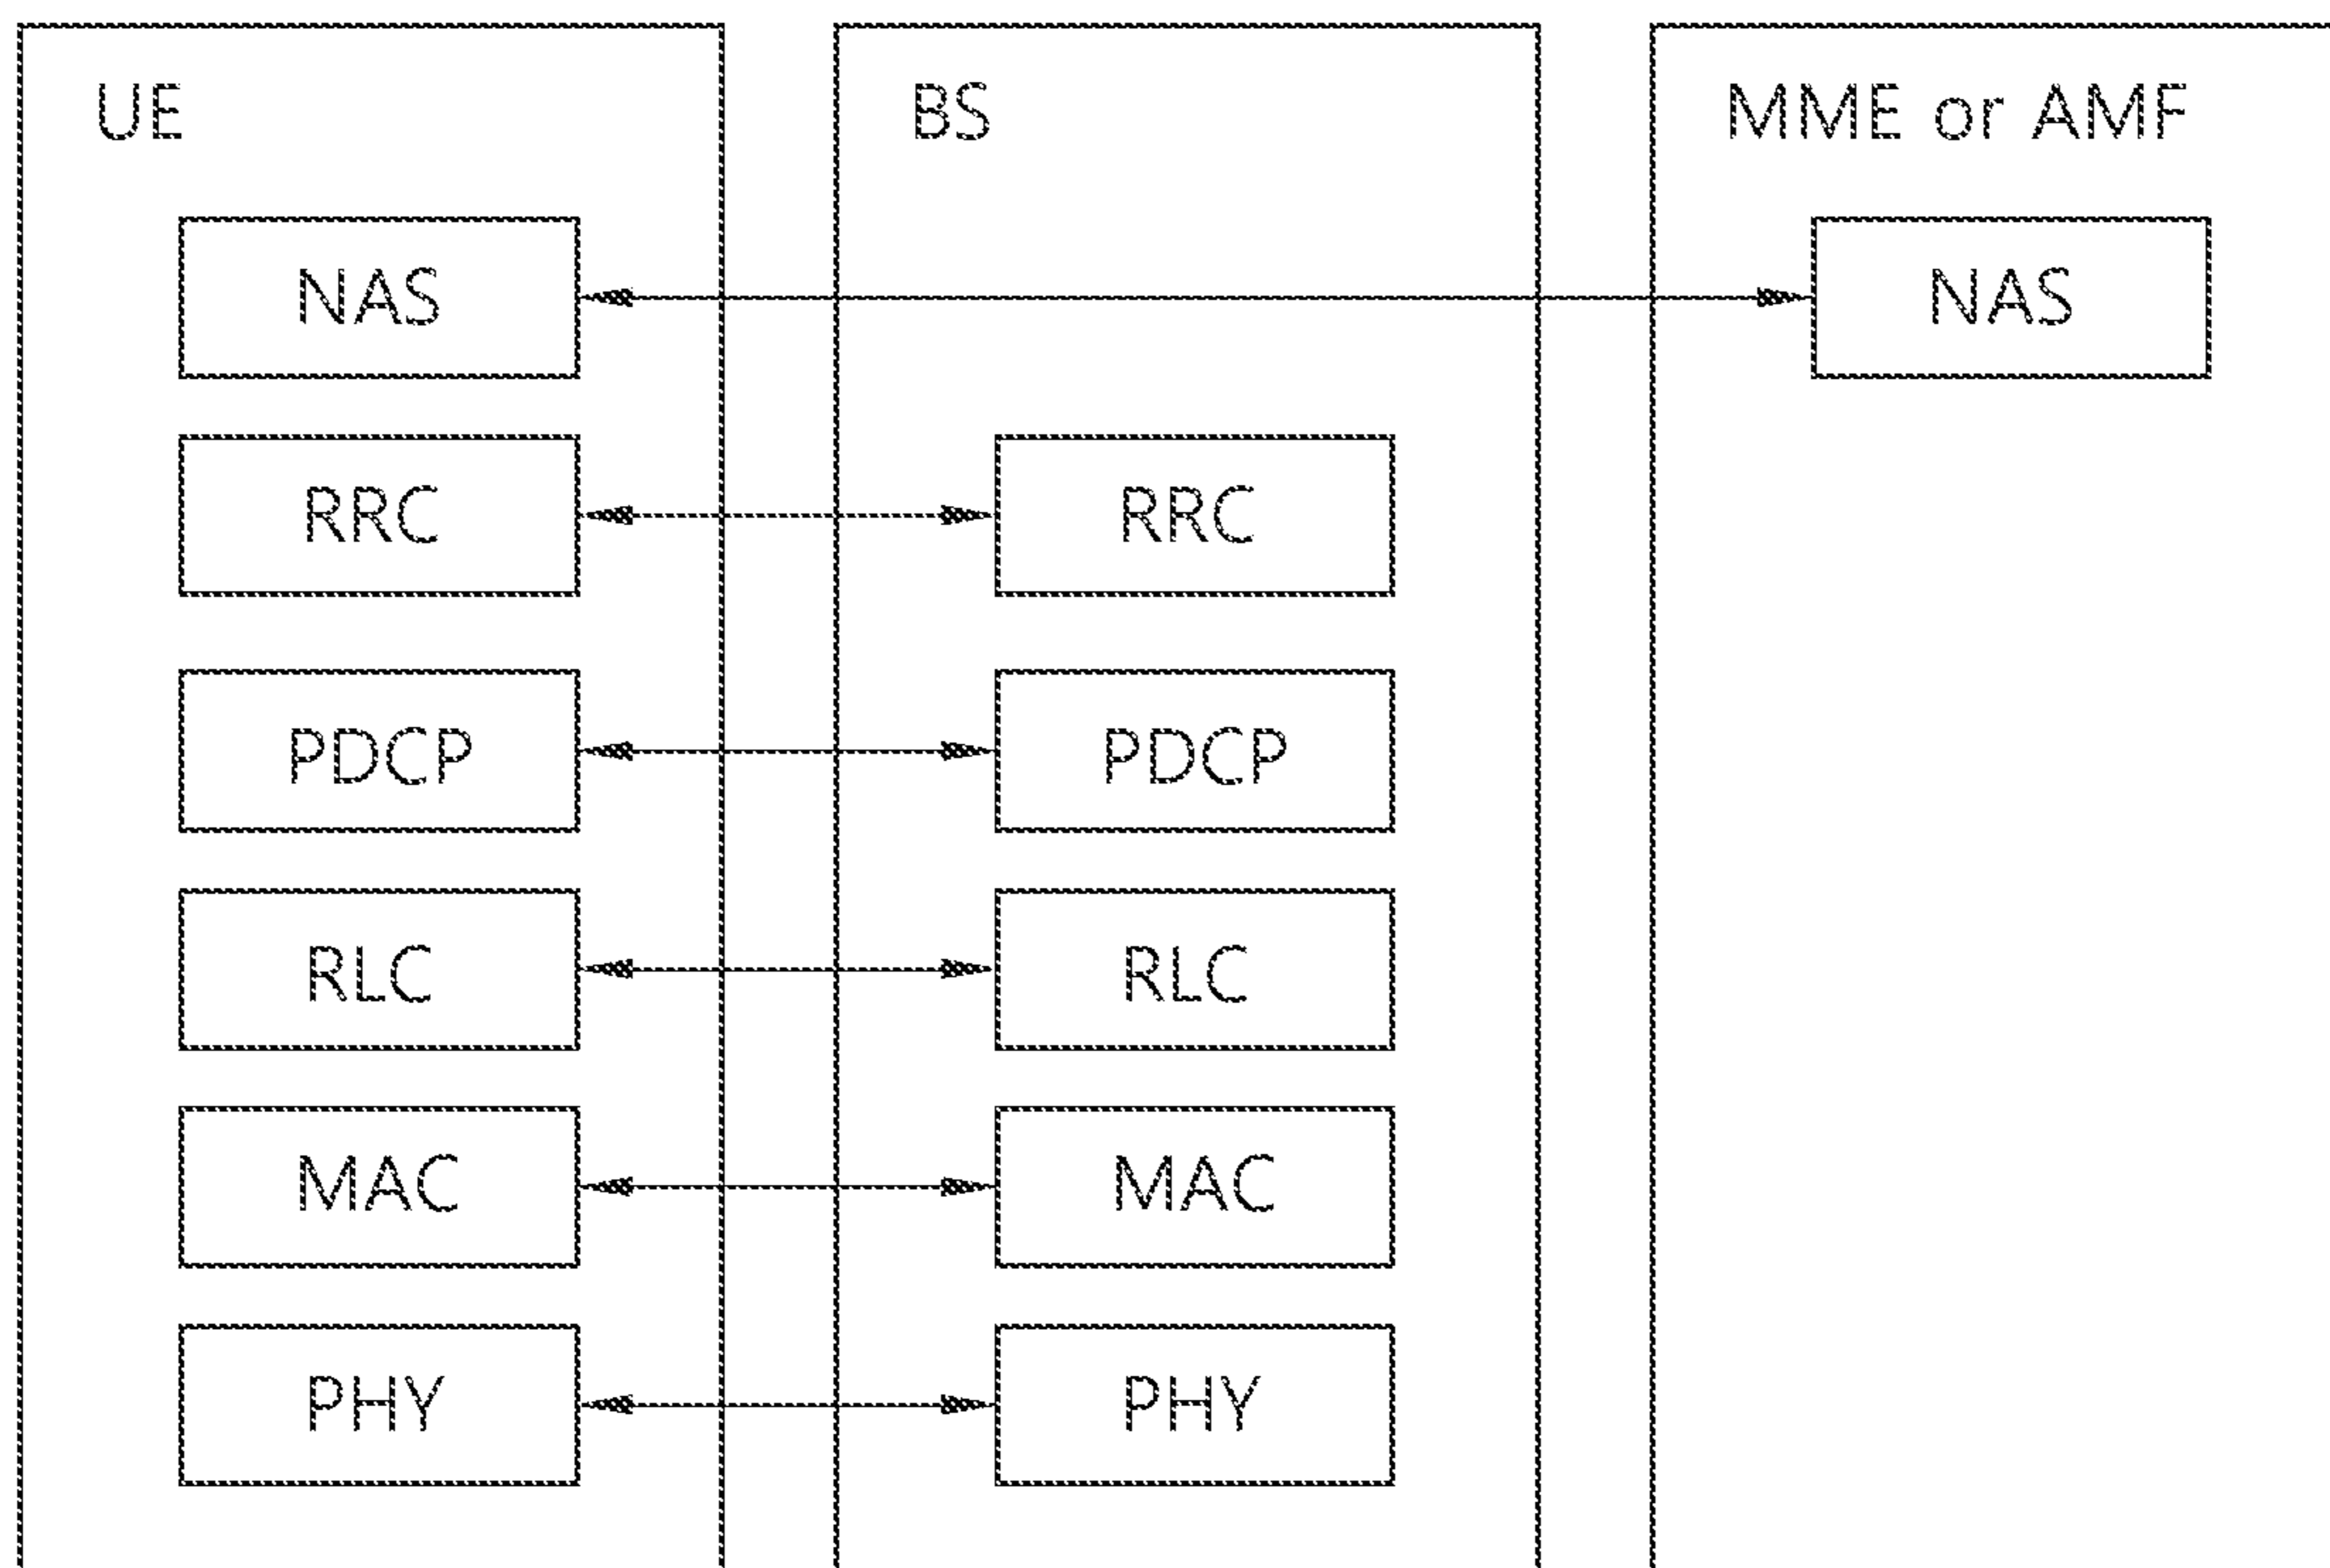 UE
BS
MME or AMF
NAS
NAS
RRC
RRC
PDCP
PDCP
RLC
RLC
MAC
MAC
PHY
PHY